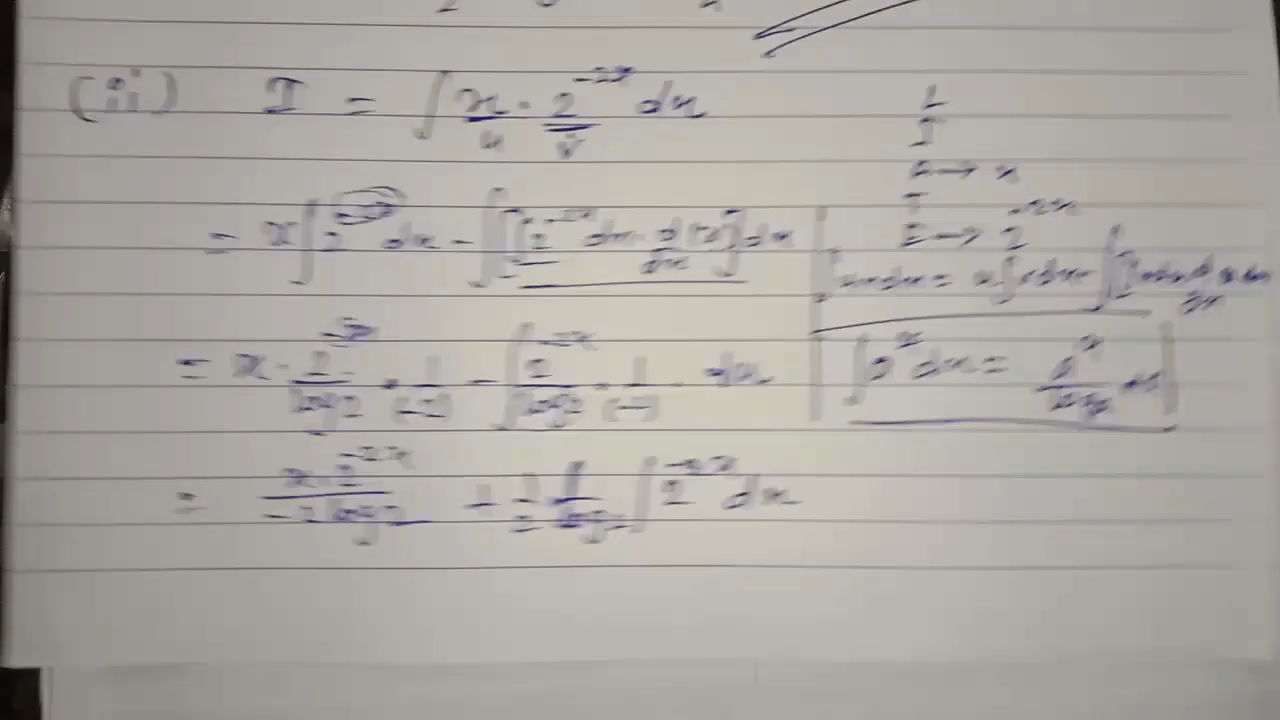 (ii) I = ∫ x · 2^(-2x) dx
u v
L
I
A → x
T
E → 2^(-2x)
= x ∫ 2^(-2x) dx - ∫ [∫ 2^(-2x) dx · d(x)/dx] dx
∫ u v dx = u ∫ v dx - ∫ [∫ v dx d/dx u dx
= x · 2^(-2x)/log 2 · 1/(-2) - ∫ 2^(-2x)/log 2 · 1/(-2) · dx
∫ a^x dx = a^x/log a + c
= x · 2^(-2x)/(-2 log 2) + 1/2 1/log 2 ∫ 2^(-2x) dx